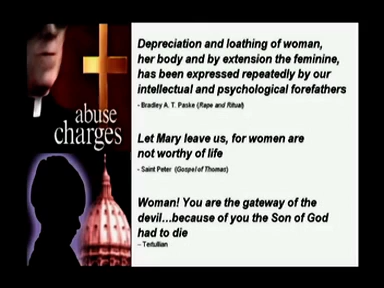 abuse
charges
Depreciation and loathing of woman,
her body and by extension the feminine,
has been expressed repeatedly by our
intellectual and psychological forefathers
- Bradley A. T. Paske (Rape and Ritual)
Let Mary leave us, for women are
not worthy of life
- Saint Peter (Gospel of Thomas)
Woman! You are the gateway of the
devil...because of you the Son of God
had to die
- Tertullian